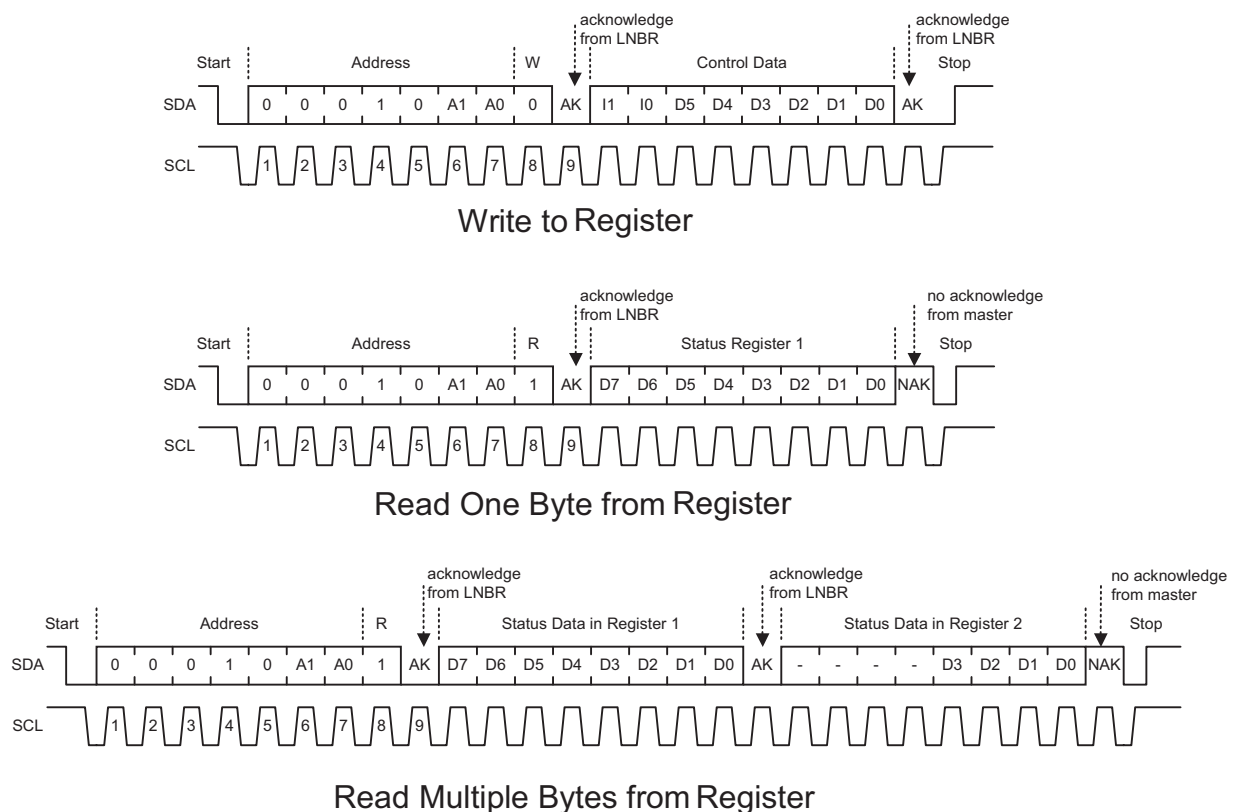 acknowledge
from LNBR
acknowledge
from LNBR
Start Address W Control Data Stop
SDA 0 0 0 1 0 A1 A0 0 AK I1 I0 D5 D4 D3 D2 D1 D0 AK
SCL 1 2 3 4 5 6 7 8 9
Write to Register
acknowledge
from LNBR
no acknowledge
from master
Start Address R Status Register 1 Stop
SDA 0 0 0 1 0 A1 A0 1 AK D7 D6 D5 D4 D3 D2 D1 D0 NAK
SCL 1 2 3 4 5 6 7 8 9
Read One Byte from Register
acknowledge
from LNBR
acknowledge
from LNBR
no acknowledge
from master
Start Address R Status Data in Register 1 Status Data in Register 2 Stop
SDA 0 0 0 1 0 A1 A0 1 AK D7 D6 D5 D4 D3 D2 D1 D0 AK - - - - D3 D2 D1 D0 NAK
SCL 1 2 3 4 5 6 7 8 9
Read Multiple Bytes from Register